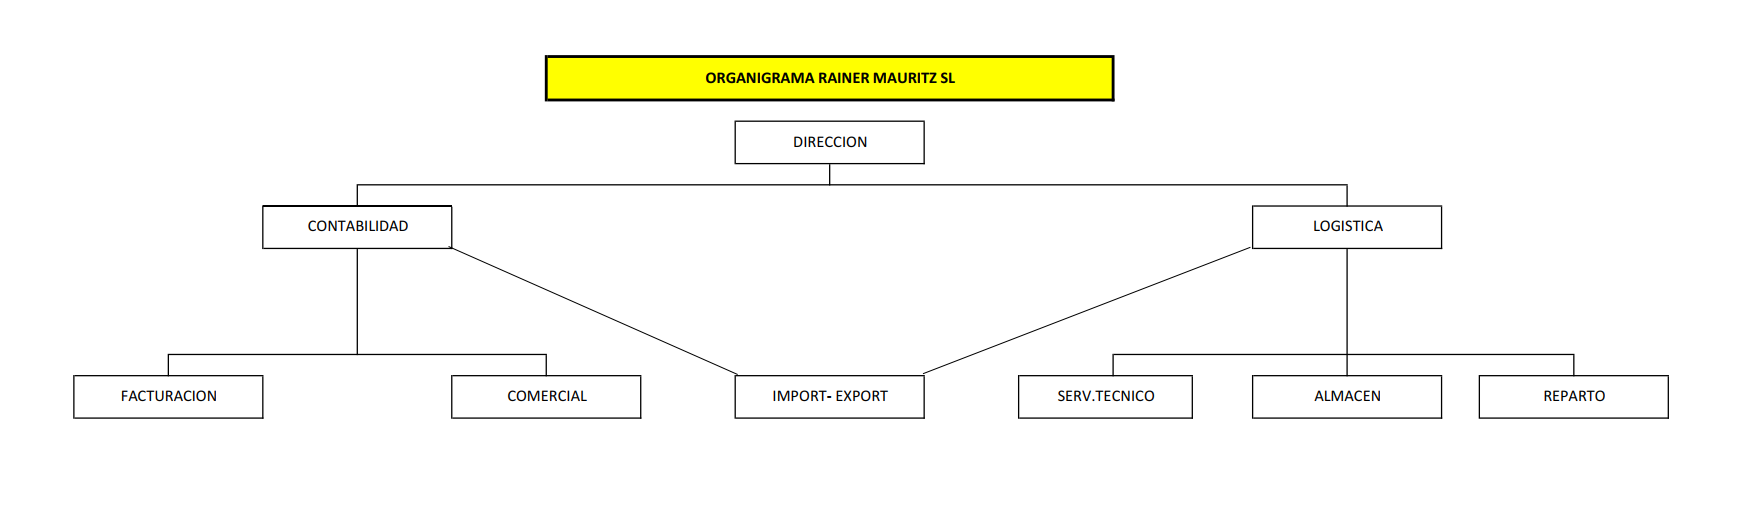 ORGANIGRAMA RAINER MAURITZ SL
DIRECCION
CONTABILIDAD
LOGISTICA
FACTURACION
COMERCIAL
IMPORT- EXPORT
SERV.TECNICO
ALMACEN
REPARTO